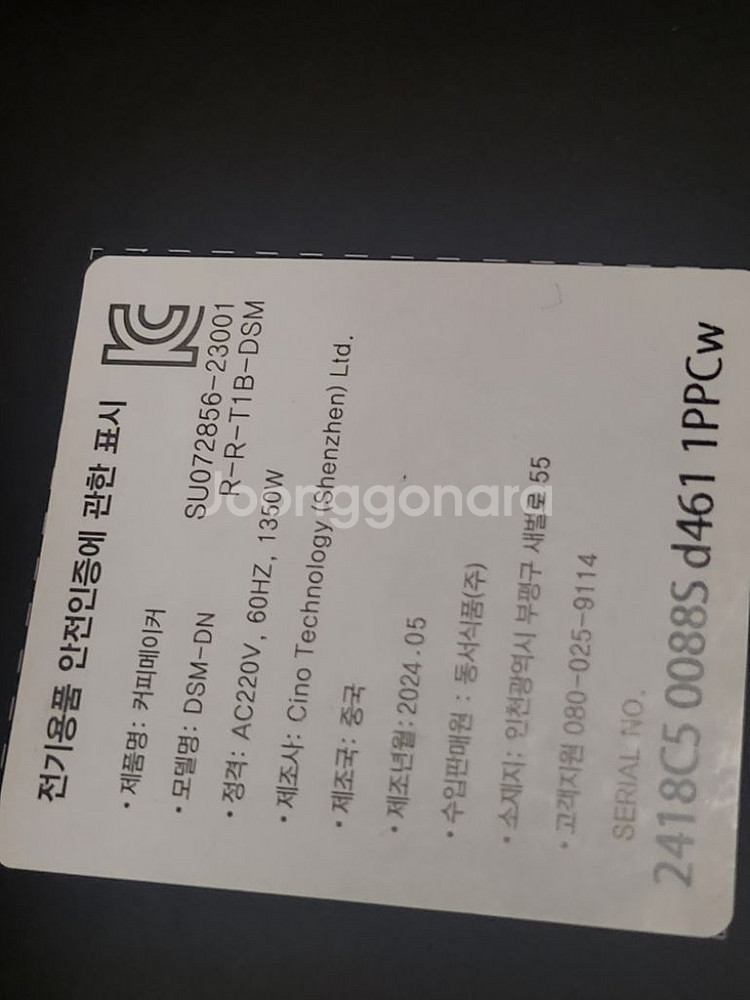 전기용품 안전인증에 관한 표시
SU072856-23001
R-R-T1B-DSM
• 제품명: 커피메이커
• 모델명: DSM-DN
• 정격: AC220V, 60HZ, 1350W
• 제조사: Cino Technology (Shenzhen) Ltd.
• 제조국: 중국
• 제조년월: 2024.05
• 수입판매원 : 동서식품(주)
• 소재지: 인천광역시 부평구 새벌로 55
• 고객지원 080-025-9114
SERIAL NO.
2418C5 0088S d461 1PPCw
Joonggonara